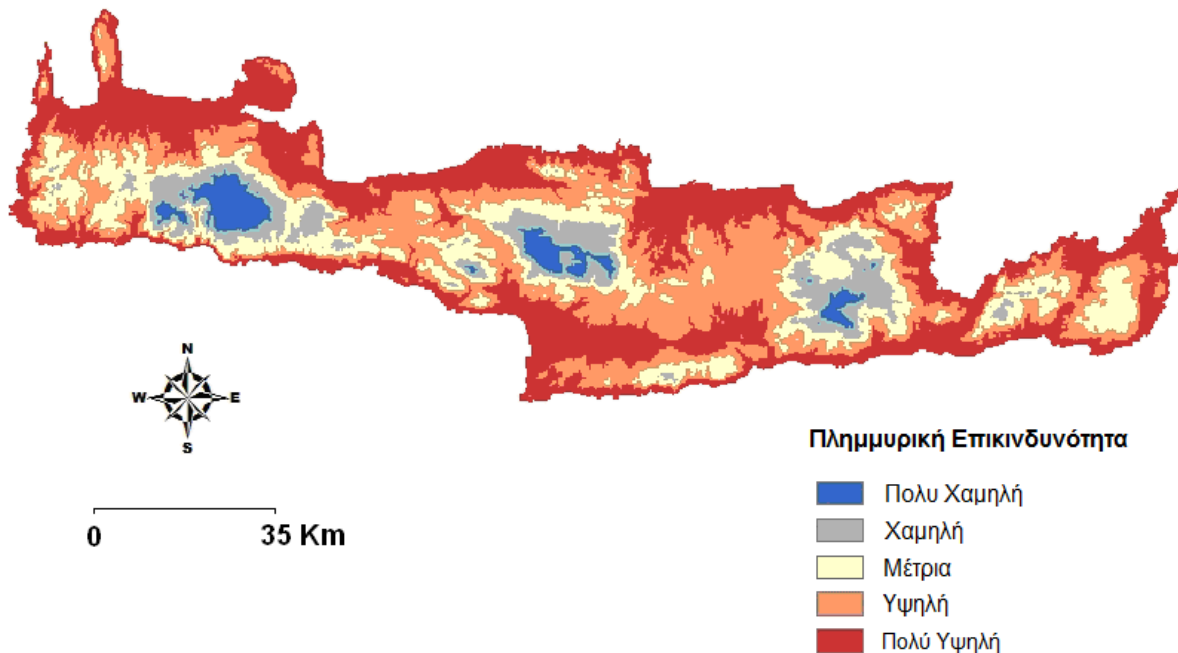 N
W E
S
0 35 Km
Πλημμυρική Επικινδυνότητα
Πολυ Χαμηλή
Χαμηλή
Μέτρια
Υψηλή
Πολύ Υψηλή